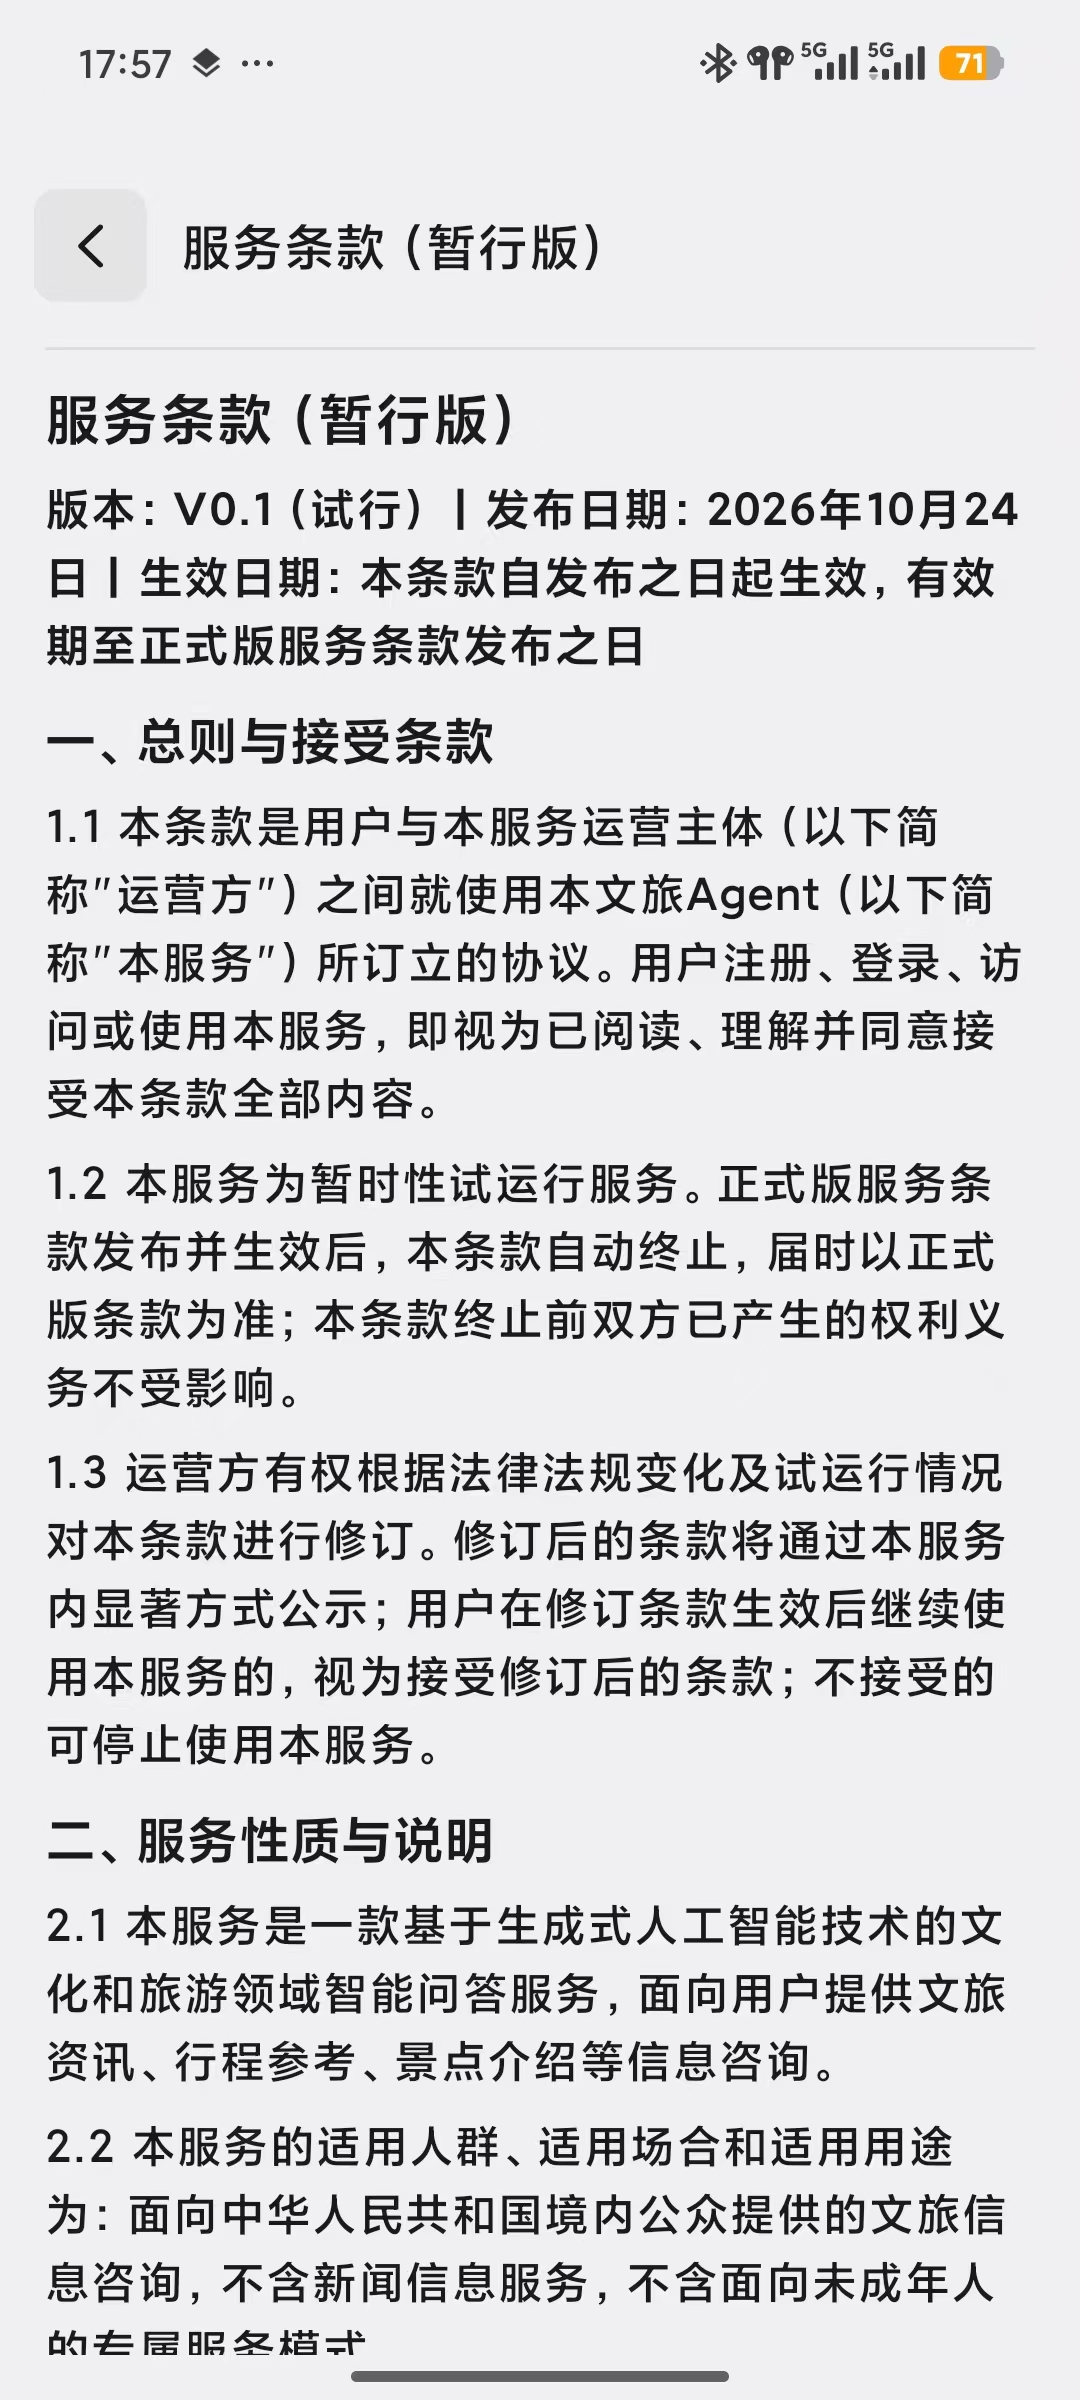 17:57 ···
5G 5G 71
服务条款（暂行版）
服务条款（暂行版）
版本：V0.1（试行）丨发布日期：2026年10月24
日丨生效日期：本条款自发布之日起生效，有效
期至正式版服务条款发布之日
一、总则与接受条款
1.1 本条款是用户与本服务运营主体（以下简
称"运营方"）之间就使用本文旅Agent（以下简
称"本服务"）所订立的协议。用户注册、登录、访
问或使用本服务，即视为已阅读、理解并同意接
受本条款全部内容。
1.2 本服务为暂时性试运行服务。正式版服务条
款发布并生效后，本条款自动终止，届时以正式
版条款为准；本条款终止前双方已产生的权利义
务不受影响。
1.3 运营方有权根据法律法规变化及试运行情况
对本条款进行修订。修订后的条款将通过本服务
内显著方式公示；用户在修订条款生效后继续使
用本服务的，视为接受修订后的条款；不接受的
可停止使用本服务。
二、服务性质与说明
2.1 本服务是一款基于生成式人工智能技术的文
化和旅游领域智能问答服务，面向用户提供文旅
资讯、行程参考、景点介绍等信息咨询。
2.2 本服务的适用人群、适用场合和适用用途
为：面向中华人民共和国境内公众提供的文旅信
息咨询，不含新闻信息服务，不含面向未成年人
的专属服务模式